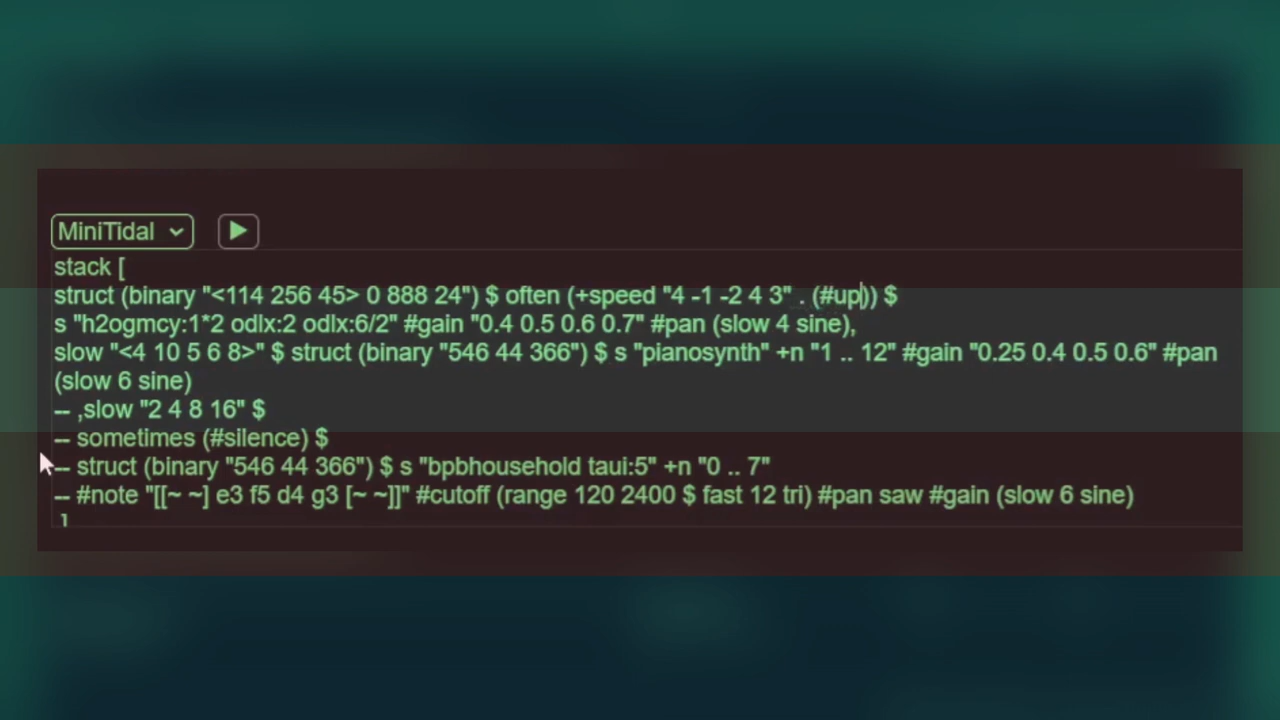 MiniTidal
stack [
struct (binary "<114 256 45> 0 888 24") $ often (+speed "4 -1 -2 4 3" . (#up)) $
s "h2ogmcy:1*2 odlx:2 odlx:6/2" #gain "0.4 0.5 0.6 0.7" #pan (slow 4 sine),
slow "<4 10 5 6 8>" $ struct (binary "546 44 366") $ s "pianosynth" +n "1 .. 12" #gain "0.25 0.4 0.5 0.6" #pan
(slow 6 sine)
-- ,slow "2 4 8 16" $
-- sometimes (#silence) $
-- struct (binary "546 44 366") $ s "bpbhousehold taui:5" +n "0 .. 7"
-- #note "[[~ ~] e3 f5 d4 g3 [~ ~]]" #cutoff (range 120 2400 $ fast 12 tri) #pan saw #gain (slow 6 sine)
]